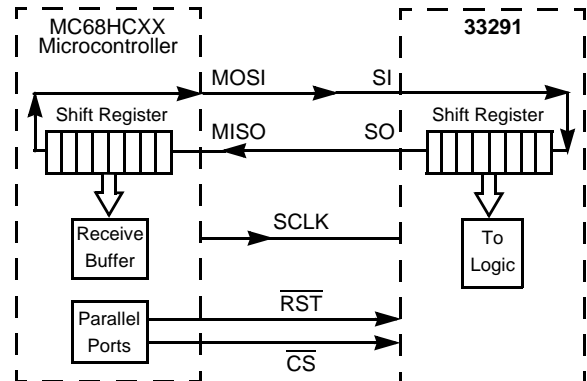 MC68HCXX
Microcontroller
33291
MOSI
SI
Shift Register
Shift Register
MISO
SO
Receive
Buffer
SCLK
To
Logic
Parallel
Ports
RST
CS